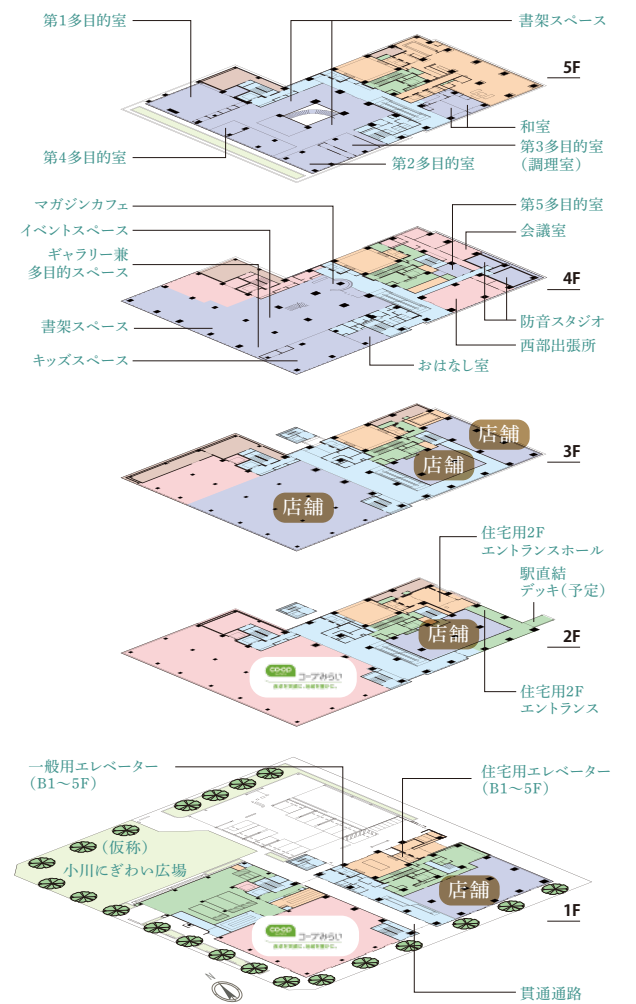 第1多目的室
書架スペース
5F
和室
第3多目的室
(調理室)
第4多目的室
第2多目的室
マガジンカフェ
イベントスペース
ギャラリー兼
多目的スペース
書架スペース
キッズスペース
第5多目的室
会議室
4F
防音スタジオ
西部出張所
おはなし室
店舗
店舗
店舗
3F
住宅用2F
エントランスホール
駅直結
デッキ(予定)
店舗
2F
co·op
コープみらい
住宅用2F
エントランス
一般用エレベーター
(B1〜5F)
住宅用エレベーター
(B1〜5F)
(仮称)
小川にぎわい広場
店舗
1F
co·op
コープみらい
貫通通路
N